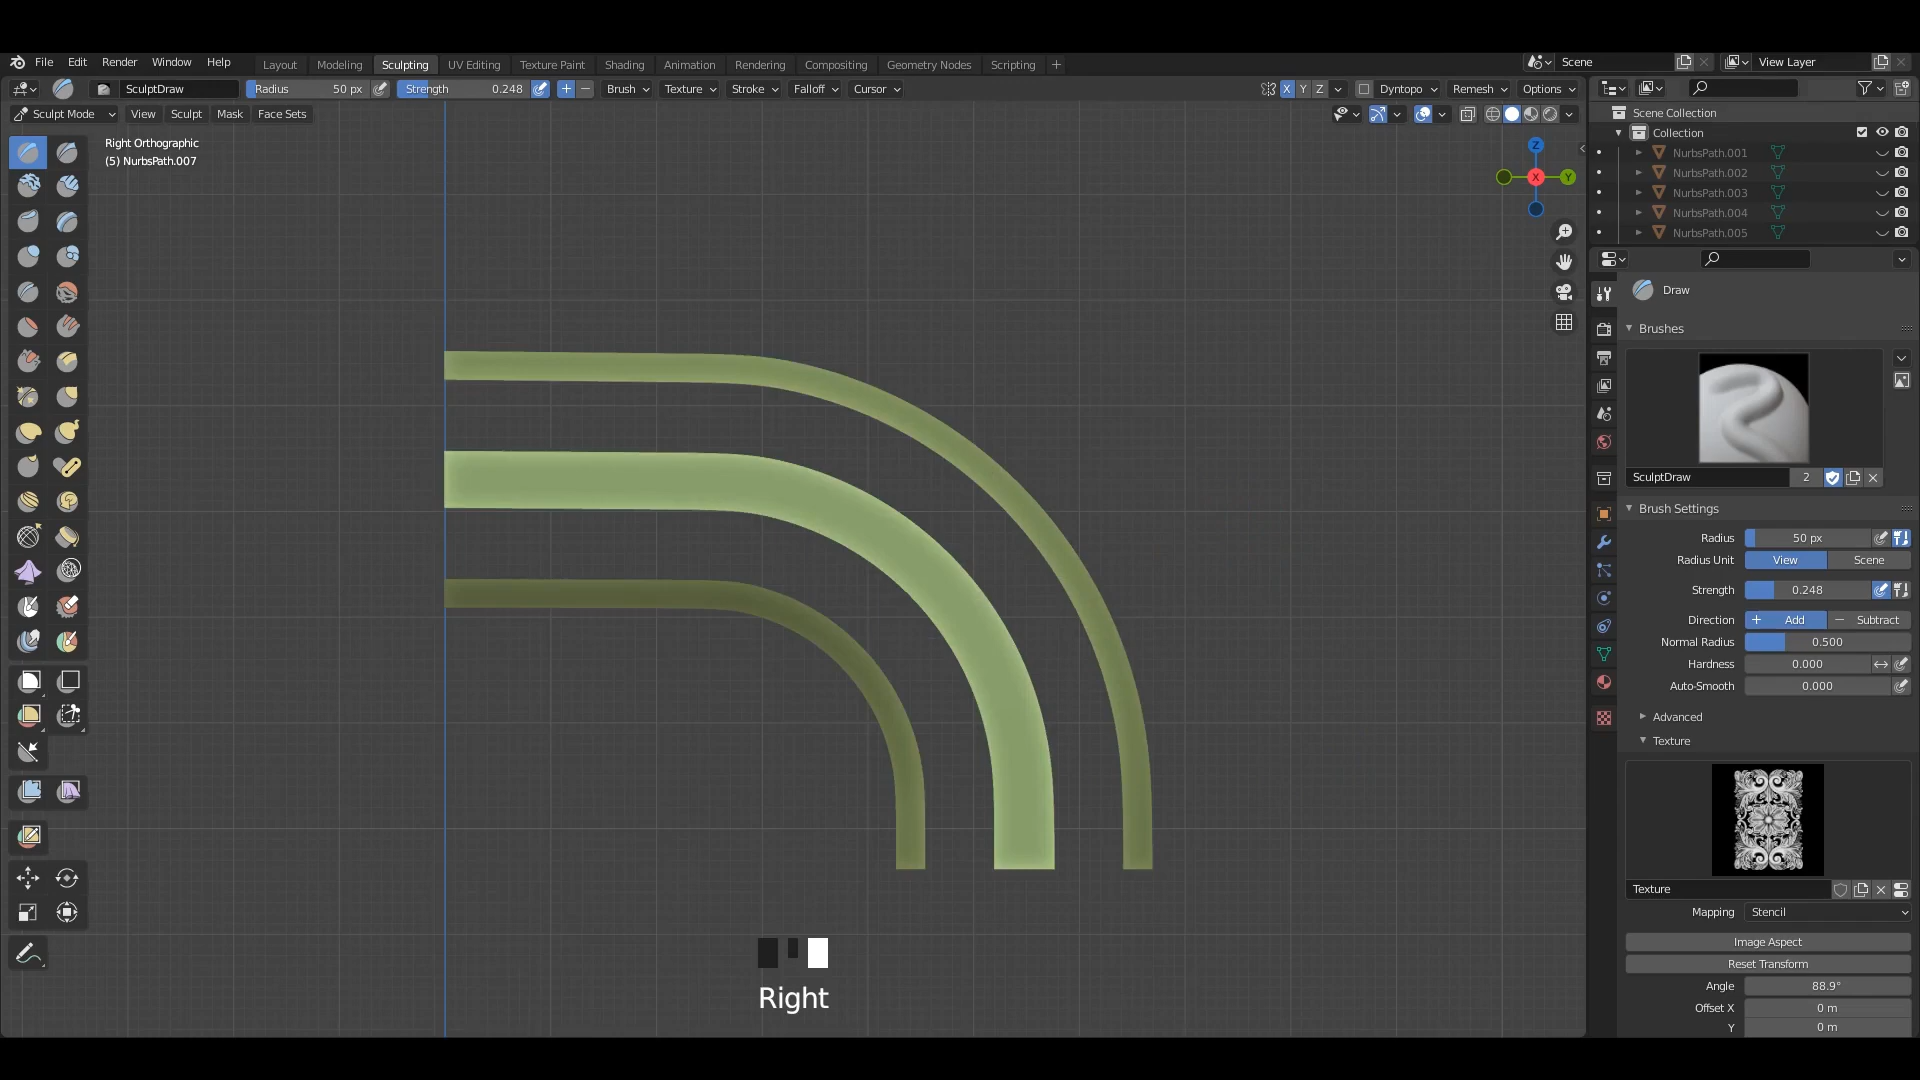 File Edit Render Window Help Layout Modeling Sculpting UV Editing Texture Paint Shading Animation Rendering Compositing Geometry Nodes Scripting + Scene View Layer
SculptDraw Radius 50 px Strength 0.248 + − Brush Texture Stroke Falloff Cursor X Y Z Dyntopo Remesh Options
Sculpt Mode View Sculpt Mask Face Sets
Right Orthographic
(5) NurbsPath.007
Z
X
Y
Right
Scene Collection
Collection
NurbsPath.001
NurbsPath.002
NurbsPath.003
NurbsPath.004
NurbsPath.005
Draw
Brushes
SculptDraw 2
Brush Settings
Radius 50 px
Radius Unit View Scene
Strength 0.248
Direction + Add − Subtract
Normal Radius 0.500
Hardness 0.000
Auto-Smooth 0.000
Advanced
Texture
Texture
Mapping Stencil
Image Aspect
Reset Transform
Angle 88.9°
Offset X 0 m
Y 0 m